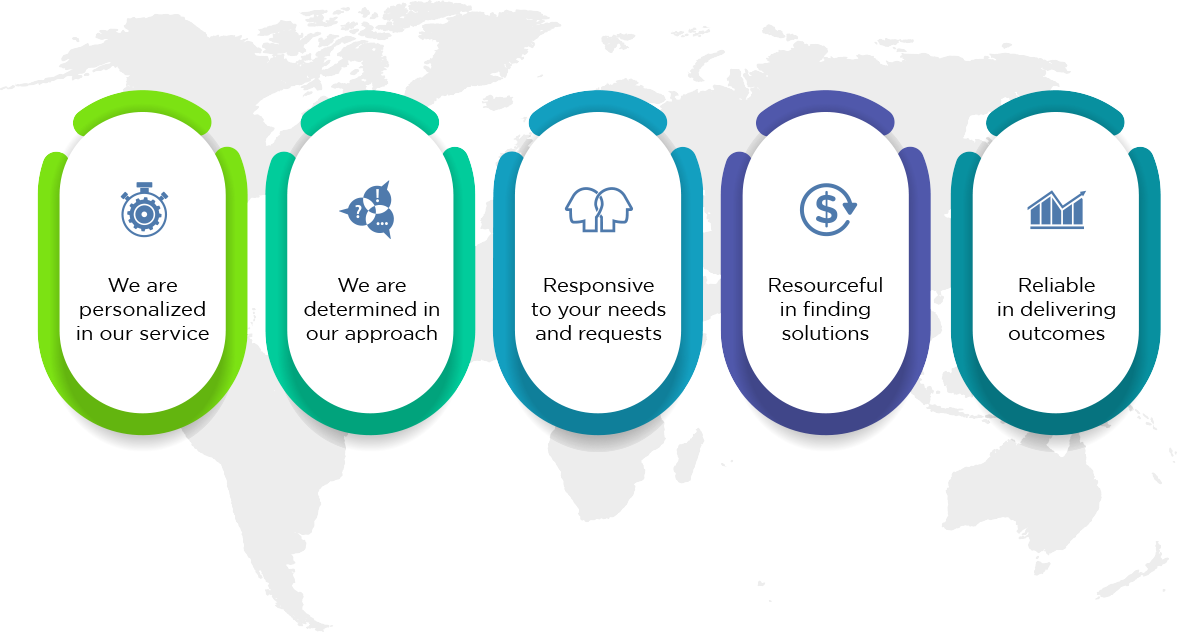 We are
personalized
in our service
We are
determined in
our approach
Responsive
to your needs
and requests
Resourceful
in finding
solutions
Reliable
in delivering
outcomes